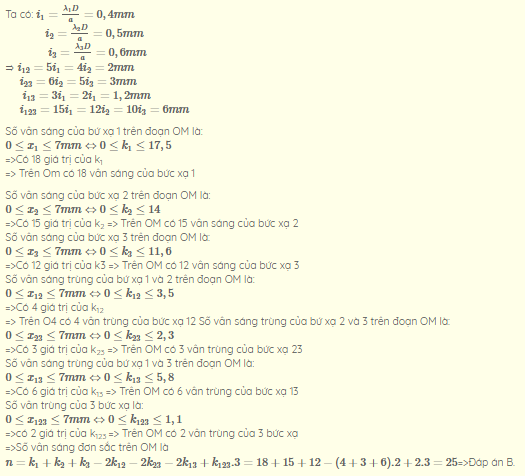 Ta có: i₁ = λ₁D/a = 0,4mm
i₂ = λ₂D/a = 0,5mm
i₃ = λ₃D/a = 0,6mm
⇒ i₁₂ = 5i₁ = 4i₂ = 2mm
i₂₃ = 6i₂ = 5i₃ = 3mm
i₁₃ = 3i₁ = 2i₁ = 1,2mm
i₁₂₃ = 15i₁ = 12i₂ = 10i₃ = 6mm
Số vân sáng của bứ xạ 1 trên đoạn OM là:
0 ≤ x₁ ≤ 7mm ⇔ 0 ≤ k₁ ≤ 17,5
=>Có 18 giá trị của k₁
=> Trên Om có 18 vân sáng của bức xạ 1
Số vân sáng của bức xạ 2 trên đoạn OM là:
0 ≤ x₂ ≤ 7mm ⇔ 0 ≤ k₂ ≤ 14
=>Có 15 giá trị của k₂ => Trên OM có 15 vân sáng của bức xạ 2
Số vân sáng của bức xạ 3 trên đoạn OM là:
0 ≤ x₃ ≤ 7mm ⇔ 0 ≤ k₃ ≤ 11,6
=>Có 12 giá trị của k3 => Trên OM có 12 vân sáng của bức xạ 3
Số vân sáng trùng của bức xạ 1 và 2 trên đoạn OM là:
0 ≤ x₁₂ ≤ 7mm ⇔ 0 ≤ k₁₂ ≤ 3,5
=>Có 4 giá trị của k₁₂
=> Trên O4 có 4 vân trùng của bức xạ 12 Số vân sáng trùng của bứ xạ 2 và 3 trên đoạn OM là:
0 ≤ x₂₃ ≤ 7mm ⇔ 0 ≤ k₂₃ ≤ 2,3
=>Có 3 giá trị của k₂₃ => Trên OM có 3 vân trùng của bức xạ 23
Số vân sáng trùng của bứ xạ 1 và 3 trên đoạn OM là:
0 ≤ x₁₃ ≤ 7mm ⇔ 0 ≤ k₁₃ ≤ 5,8
=>Có 6 giá trị của k₁₃ => Trên OM có 6 vân trùng của bức xạ 13
Số vân trùng của 3 bức xạ là:
0 ≤ x₁₂₃ ≤ 7mm ⇔ 0 ≤ k₁₂₃ ≤ 1,1
=>có 2 giá trị của k₁₂₃ => Trên OM có 2 vân trùng của 3 bức xạ
=>Số vân sáng đơn sắc trên OM là
n = k₁ + k₂ + k₃ − 2k₁₂ − 2k₂₃ − 2k₁₃ + k₁₂₃.3 = 18 + 15 + 12 − (4 + 3 + 6).2 + 2.3 = 25=>Đáp án B.